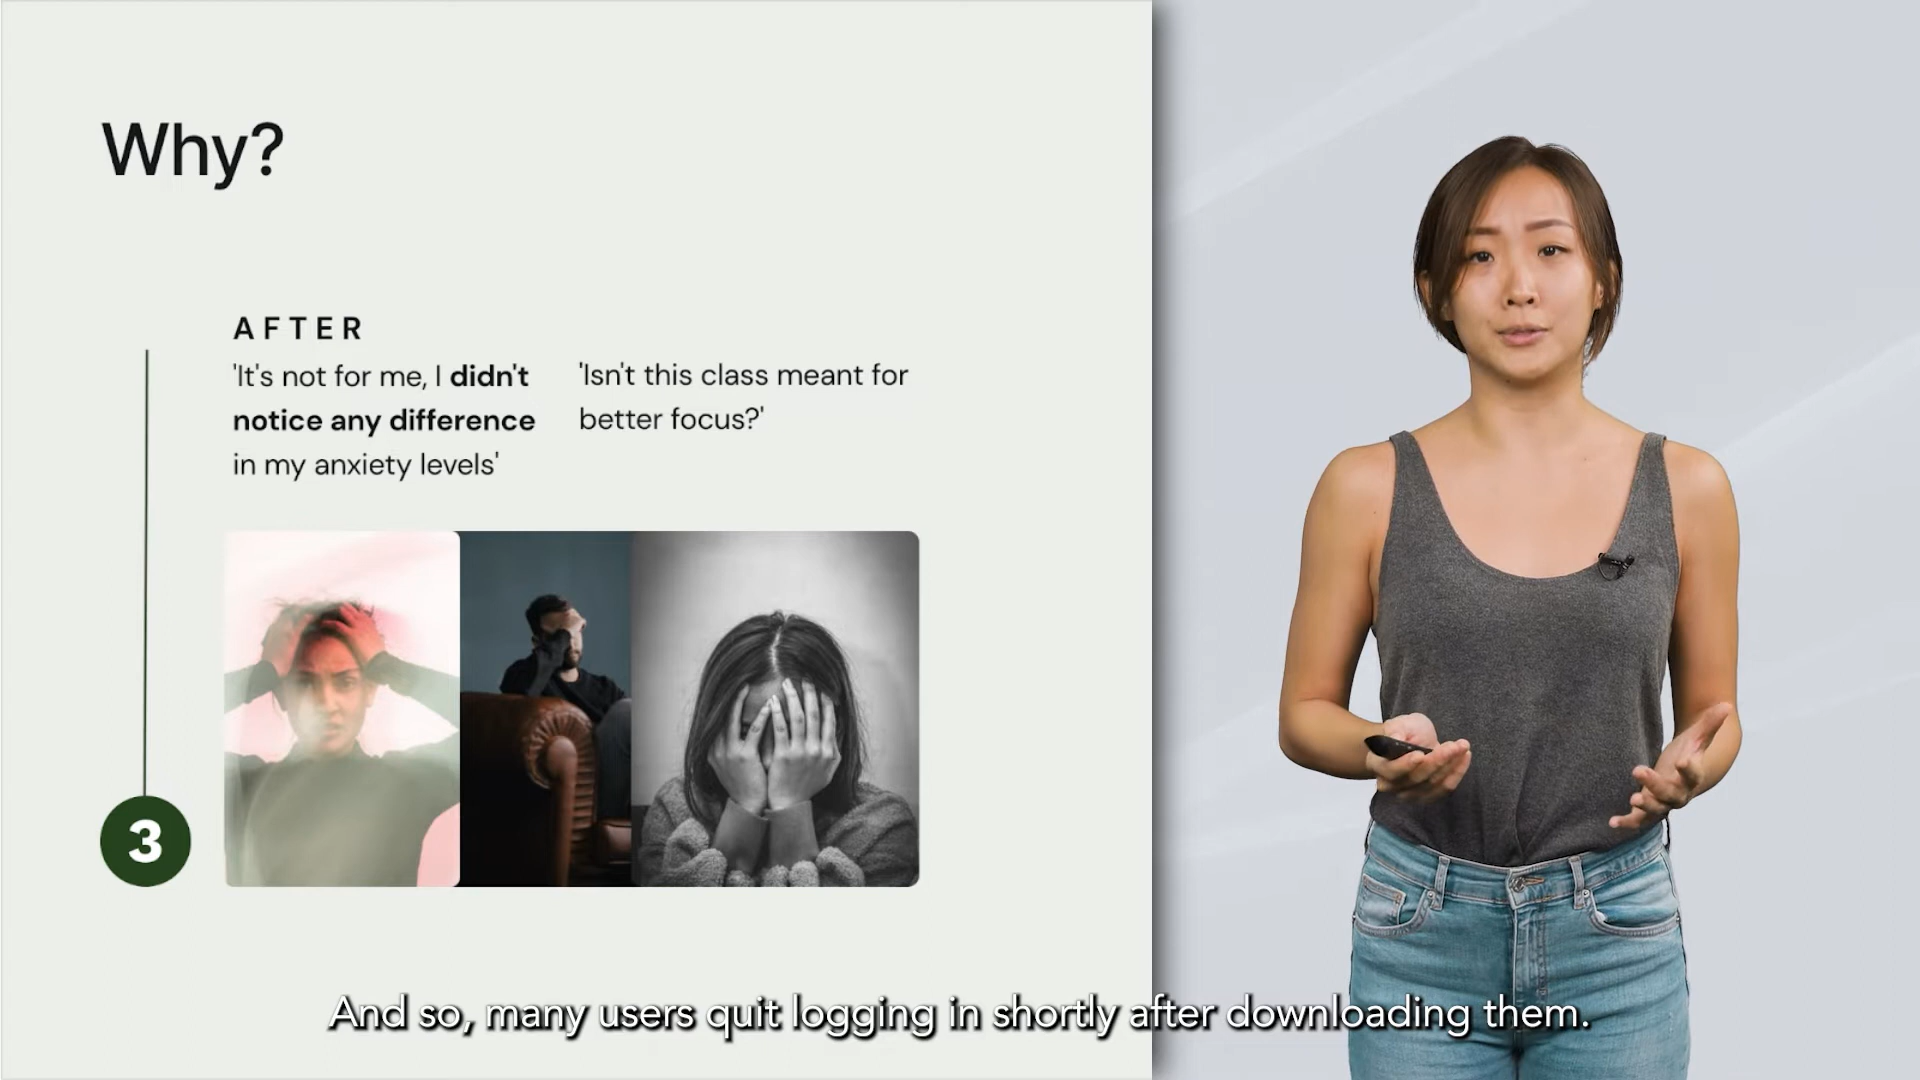 Why?
AFTER
'It's not for me, I didn't
notice any difference
in my anxiety levels'
'Isn't this class meant for
better focus?'
3
And so, many users quit logging in shortly after downloading them.